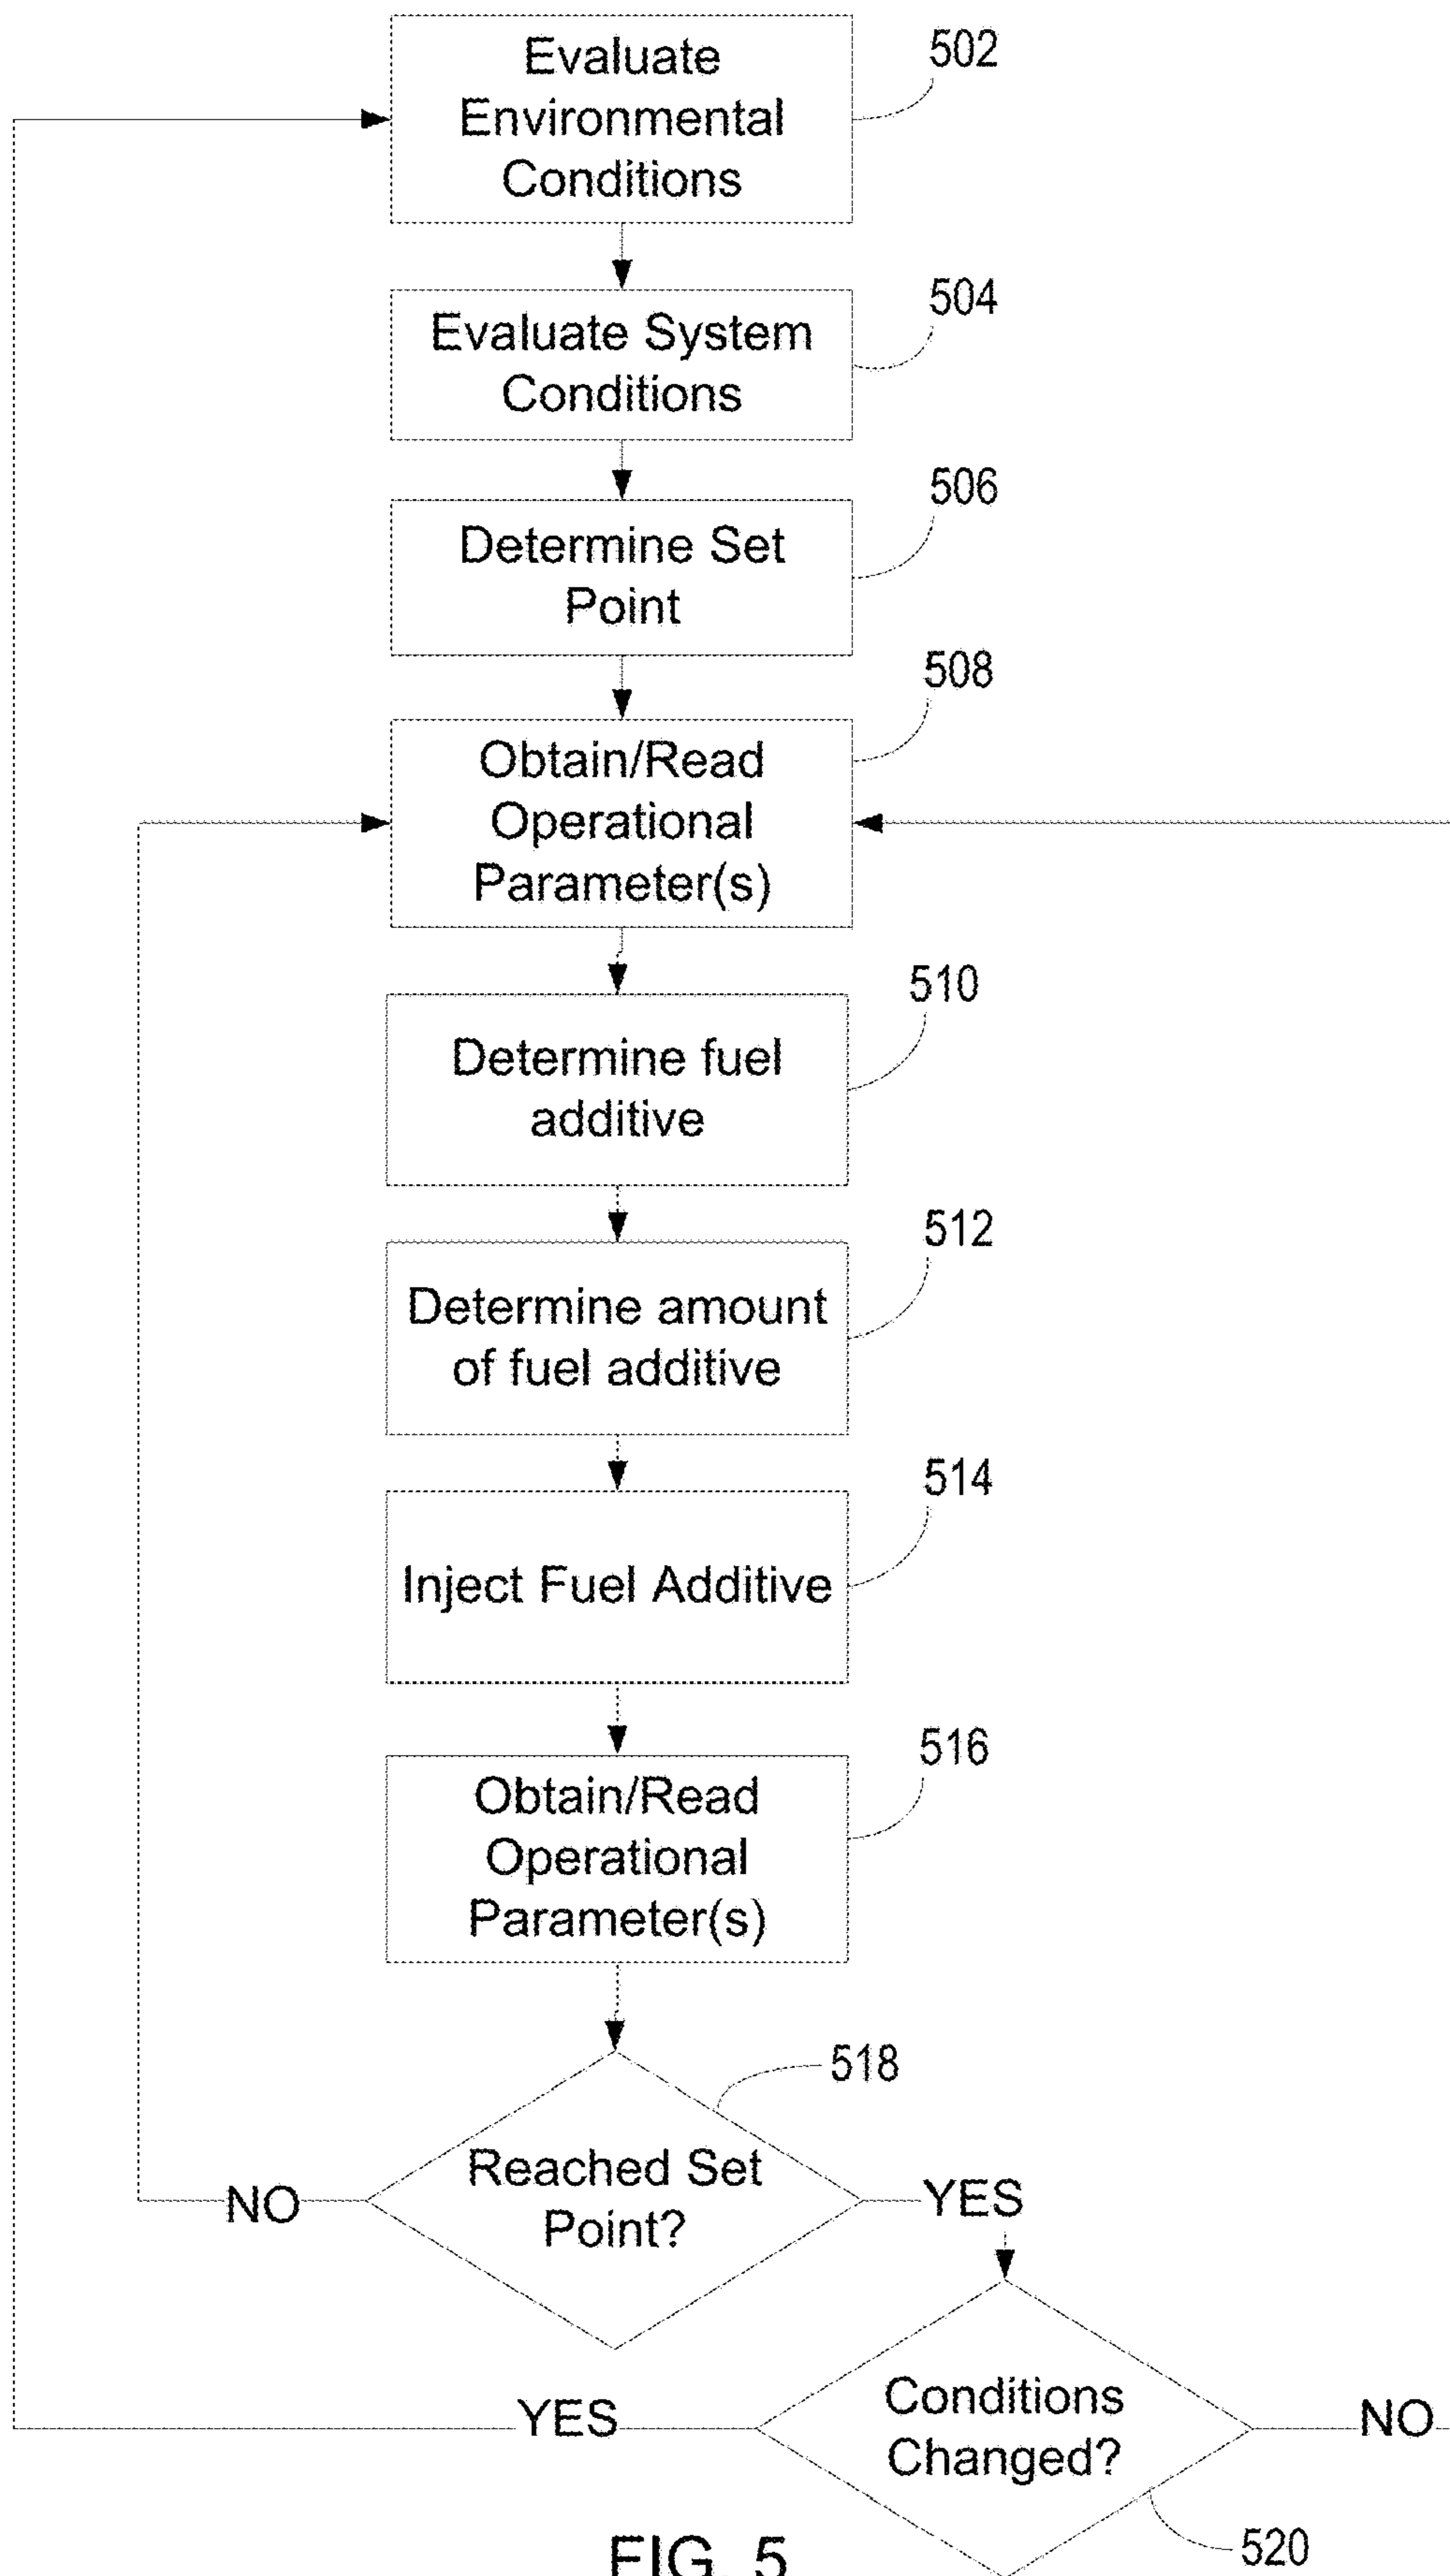 Evaluate
Environmental
Conditions
502
Evaluate System
Conditions
504
Determine Set
Point
506
Obtain/Read
Operational
Parameter(s)
508
Determine fuel
additive
510
Determine amount
of fuel additive
512
Inject Fuel Additive
514
Obtain/Read
Operational
Parameter(s)
516
Reached Set
Point?
518
NO
YES
Conditions
Changed?
YES
NO
520
FIG. 5